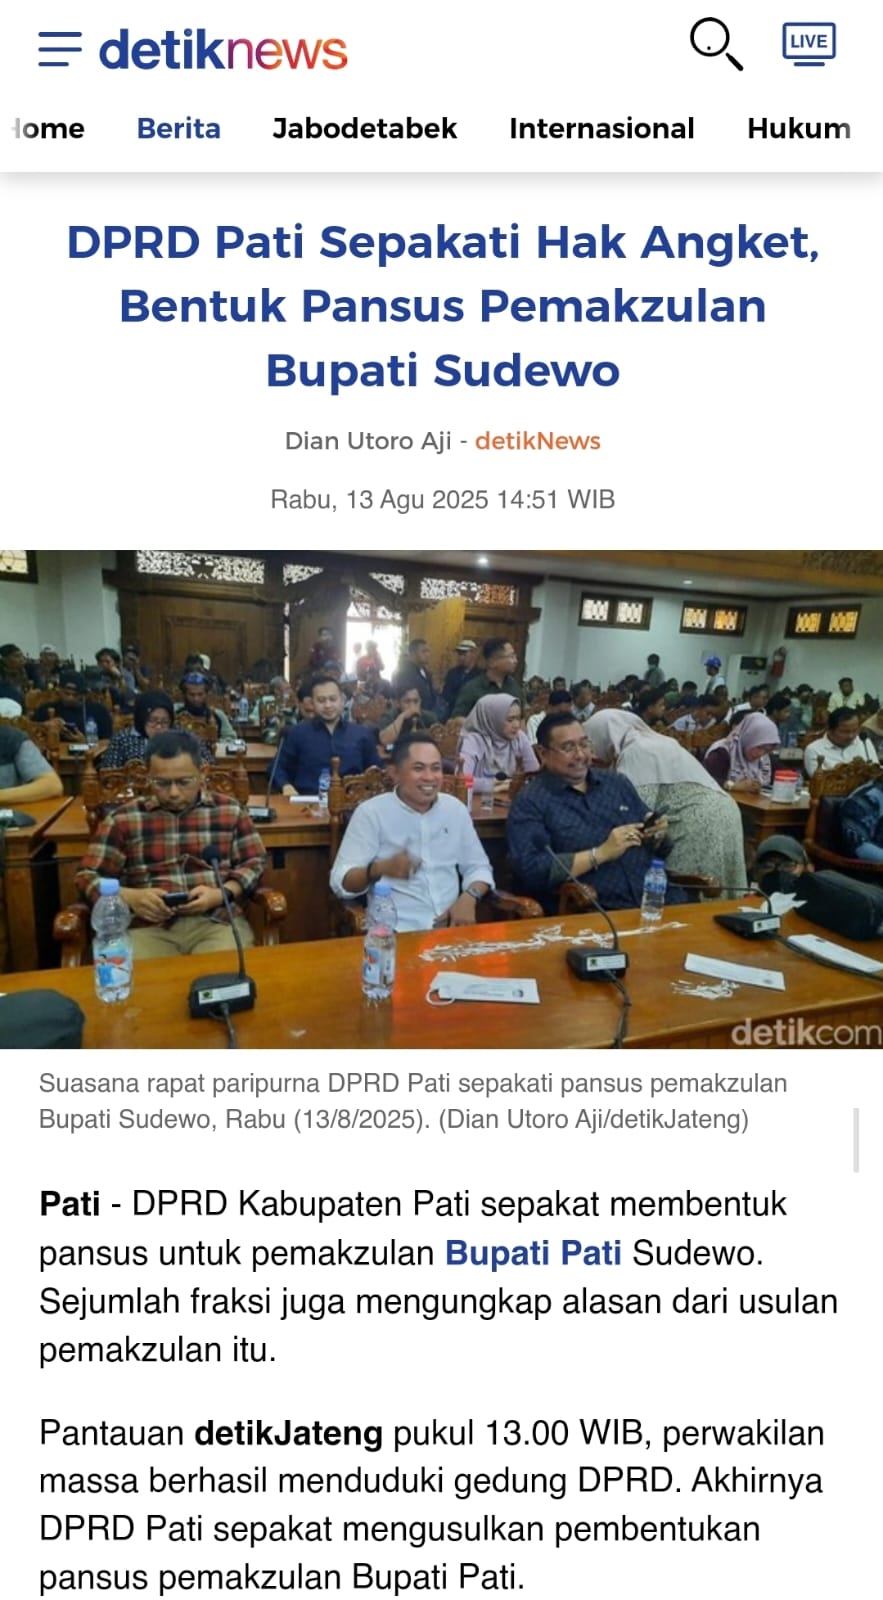 detiknews
LIVE
Home Berita Jabodetabek Internasional Hukum
DPRD Pati Sepakati Hak Angket,
Bentuk Pansus Pemakzulan
Bupati Sudewo
Dian Utoro Aji - detikNews
Rabu, 13 Agu 2025 14:51 WIB
detikcom
Suasana rapat paripurna DPRD Pati sepakati pansus pemakzulan
Bupati Sudewo, Rabu (13/8/2025). (Dian Utoro Aji/detikJateng)
Pati - DPRD Kabupaten Pati sepakat membentuk
pansus untuk pemakzulan Bupati Pati Sudewo.
Sejumlah fraksi juga mengungkap alasan dari usulan
pemakzulan itu.
Pantauan detikJateng pukul 13.00 WIB, perwakilan
massa berhasil menduduki gedung DPRD. Akhirnya
DPRD Pati sepakat mengusulkan pembentukan
pansus pemakzulan Bupati Pati.